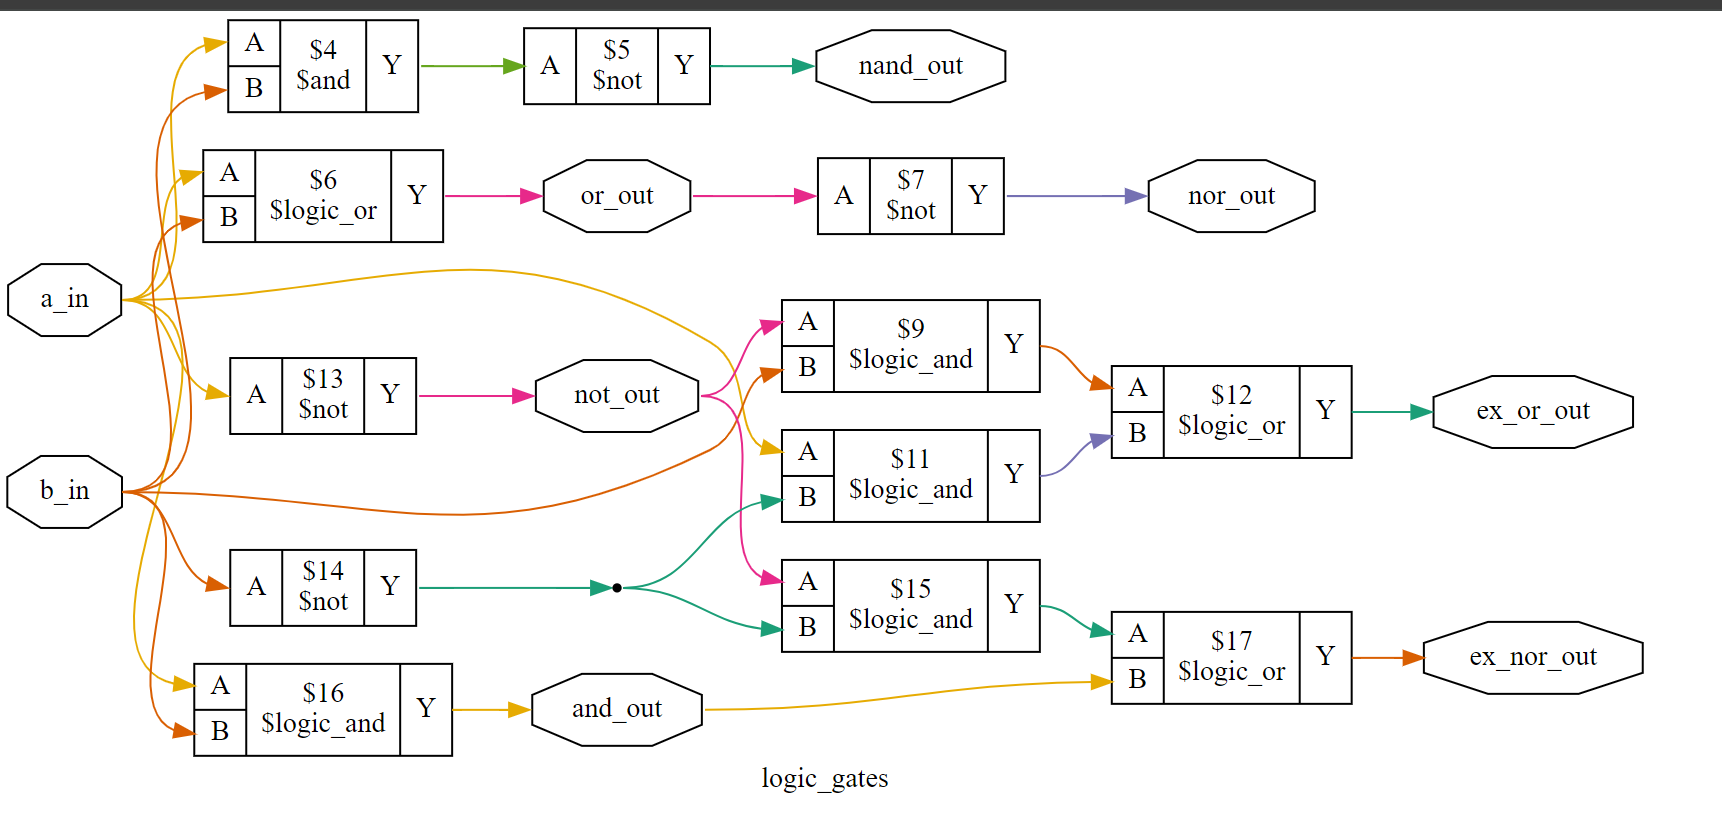 A
B
$4
$and
Y
A
$5
$not
Y
nand_out
A
B
$6
$logic_or
Y
or_out
A
$7
$not
Y
nor_out
a_in
A
B
$9
$logic_and
Y
A
$13
$not
Y
not_out
A
B
$12
$logic_or
Y
ex_or_out
A
B
$11
$logic_and
Y
b_in
A
$14
$not
Y
A
B
$15
$logic_and
Y
A
B
$17
$logic_or
Y
ex_nor_out
A
B
$16
$logic_and
Y
and_out
logic_gates